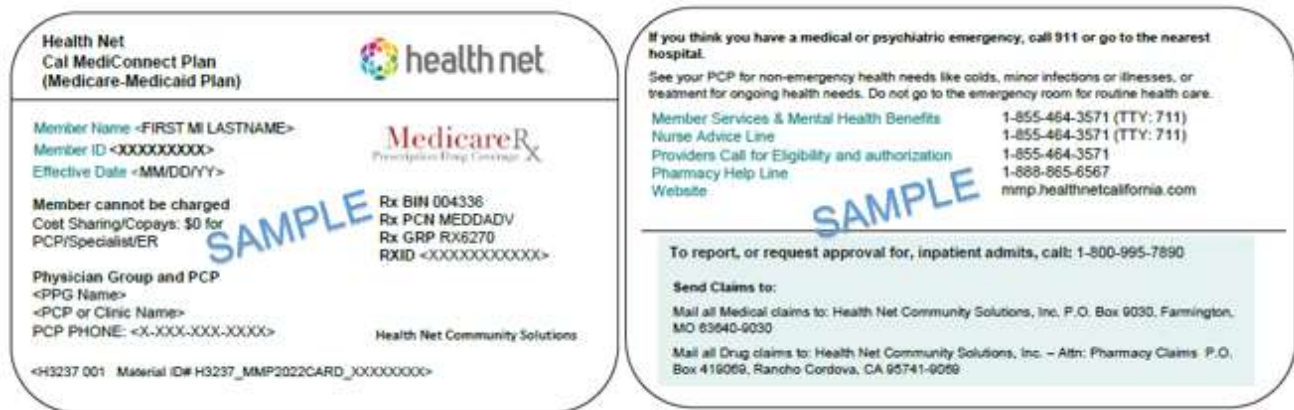 Health Net
Cal MediConnect Plan
(Medicare-Medicaid Plan)
health net
Member Name <FIRST MI LASTNAME>
Member ID <XXXXXXXXX>
Effective Date <MM/DD/YY>
MedicareRx
Prescription Drug Coverage
Member cannot be charged
Cost Sharing/Copays: $0 for
PCP/Specialist/ER
SAMPLE
Rx BIN 004336
Rx PCN MEDDADV
Rx GRP RX6270
RXID <XXXXXXXXXXX>
Physician Group and PCP
<PPG Name>
<PCP or Clinic Name>
PCP PHONE: <X-XXX-XXX-XXXX>
Health Net Community Solutions
<H3237 001 Material ID# H3237_MMP2022CARD_XXXXXXXX>
If you think you have a medical or psychiatric emergency, call 911 or go to the nearest
hospital.
See your PCP for non-emergency health needs like colds, minor infections or illnesses, or
treatment for ongoing health needs. Do not go to the emergency room for routine health care.
Member Services & Mental Health Benefits 1-855-464-3571 (TTY: 711)
Nurse Advice Line 1-855-464-3571 (TTY: 711)
Providers Call for Eligibility and authorization 1-855-464-3571
Pharmacy Help Line 1-888-865-6567
Website mmp.healthnetcalifornia.com
SAMPLE
To report, or request approval for, inpatient admits, call: 1-800-995-7890
Send Claims to:
Mail all Medical claims to: Health Net Community Solutions, Inc. P.O. Box 9030, Farmington,
MO 63640-9030
Mail all Drug claims to: Health Net Community Solutions, Inc. – Attn: Pharmacy Claims P.O.
Box 419069, Rancho Cordova, CA 95741-9069